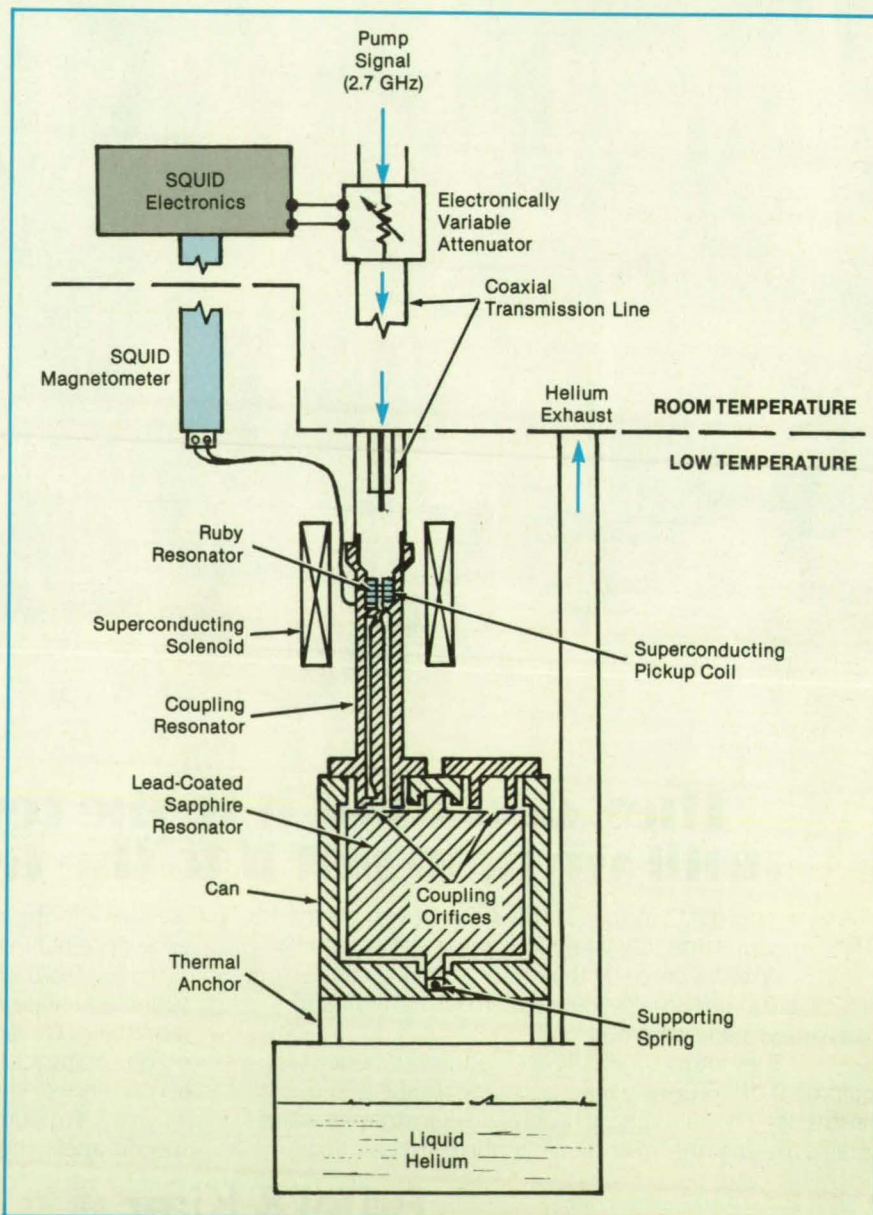 Pump
Signal
(2.7 GHz)
SQUID
Electronics
Electronically
Variable
Attenuator
Coaxial
Transmission Line
SQUID
Magnetometer
Helium
Exhaust
ROOM TEMPERATURE
LOW TEMPERATURE
Ruby
Resonator
Superconducting
Solenoid
Superconducting
Pickup Coil
Coupling
Resonator
Lead-Coated
Sapphire
Resonator
Coupling
Orifices
Can
Thermal
Anchor
Supporting
Spring
Liquid
Helium